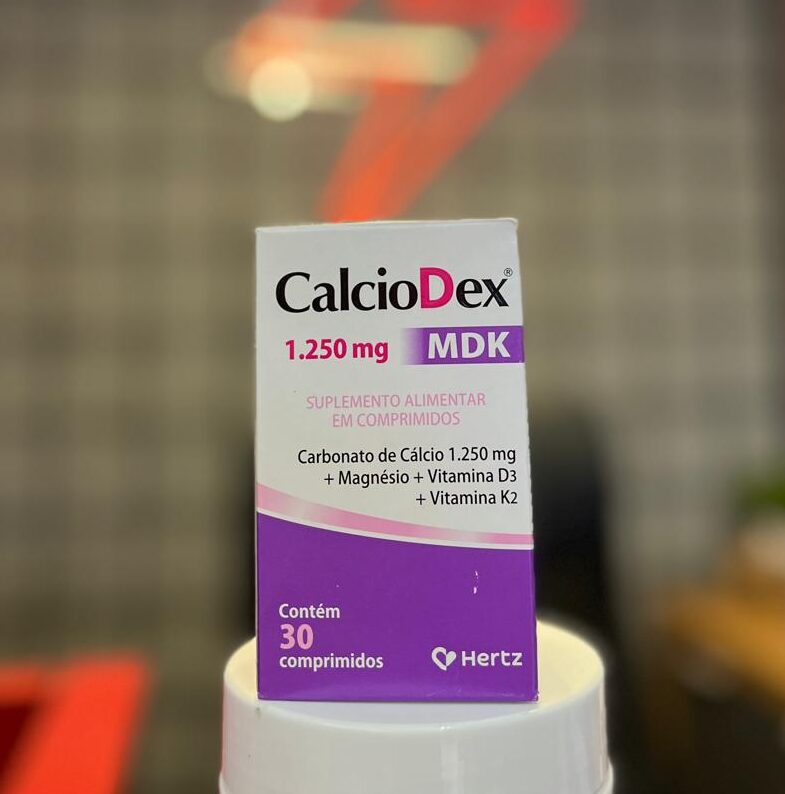 CalcioDex®
1.250 mg MDK
SUPLEMENTO ALIMENTAR
EM COMPRIMIDOS
Carbonato de Cálcio 1.250 mg
+ Magnésio + Vitamina D3
+ Vitamina K2
Contém
30
comprimidos
Hertz